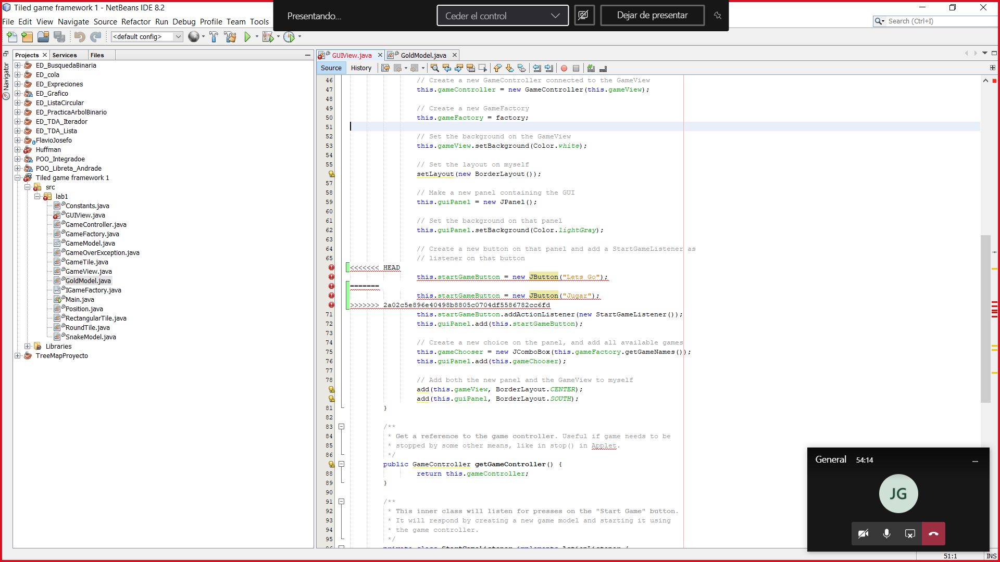 Tiled game framework 1 - NetBeans IDE 8.2
File Edit View Navigate Source Refactor Run Debug Profile Team Tools
Presentando...
Ceder el control
Dejar de presentar
Search (Ctrl+I)
<default config>
Projects
Services
Files
Navigator
ED_BusquedaBinaria
ED_cola
ED_Expreciones
ED_Grafico
ED_ListaCircular
ED_PracticaArbolBinario
ED_TDA_Iterador
ED_TDA_Lista
FlavioJosefo
Huffman
POO_Integradoe
POO_Libreta_Andrade
Tiled game framework 1
src
lab1
Constants.java
GUIView.java
GameController.java
GameFactory.java
GameModel.java
GameOverException.java
GameTile.java
GameView.java
GoldModel.java
IGameFactory.java
Main.java
Position.java
RectangularTile.java
RoundTile.java
SnakeModel.java
Libraries
TreeMapProyecto
GUIView.java
GoldModel.java
Source
History
46 // Create a new GameController connected to the GameView
47 this.gameController = new GameController(this.gameView);
48
49 // Create a new GameFactory
50 this.gameFactory = factory;
51
52 // Set the background on the GameView
53 this.gameView.setBackground(Color.white);
54
55 // Set the layout on myself
setLayout(new BorderLayout());
57
58 // Make a new panel containing the GUI
59 this.guiPanel = new JPanel();
60
61 // Set the background on that panel
62 this.guiPanel.setBackground(Color.lightGray);
63
64 // Create a new button on that panel and add a StartGameListener as
65 // listener on that button
<<<<<<< HEAD
this.startGameButton = new JButton("Lets Go");
=======
this.startGameButton = new JButton("Jugar");
>>>>>>> 2a02c5e896e40498b8805c0704df5586782cc6fd
71 this.startGameButton.addActionListener(new StartGameListener());
72 this.guiPanel.add(this.startGameButton);
73
74 // Create a new choice on the panel, and add all available games
75 this.gameChooser = new JComboBox(this.gameFactory.getGameNames());
76 this.guiPanel.add(this.gameChooser);
77
78 // Add both the new panel and the GameView to myself
add(this.gameView, BorderLayout.CENTER);
add(this.guiPanel, BorderLayout.SOUTH);
81 }
82
83 /**
84 * Get a reference to the game controller. Useful if game needs to be
85 * stopped by some other means, like in stop() in Applet.
86 */
public GameController getGameController() {
88 return this.gameController;
89 }
90
91 /**
92 * This inner class will listen for presses on the "Start Game" button.
93 * It will respond by creating a new game model and starting it using
94 * the game controller.
95 */
96 private class StartGameListener implements ActionListener {
General 54:14
JG
51:1
INS